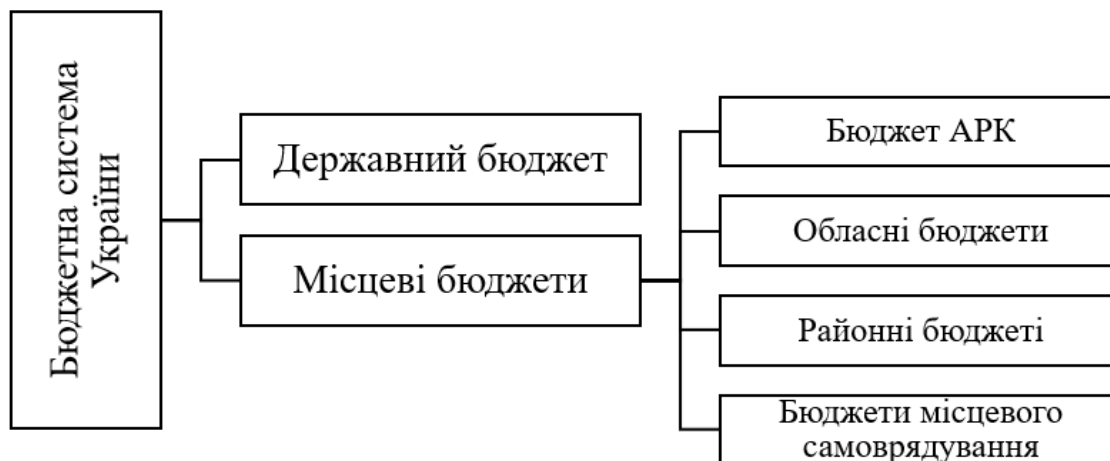 Бюджетна система
України
Державний бюджет
Місцеві бюджети
Бюджет АРК
Обласні бюджети
Районні бюджеті
Бюджети місцевого
самоврядування